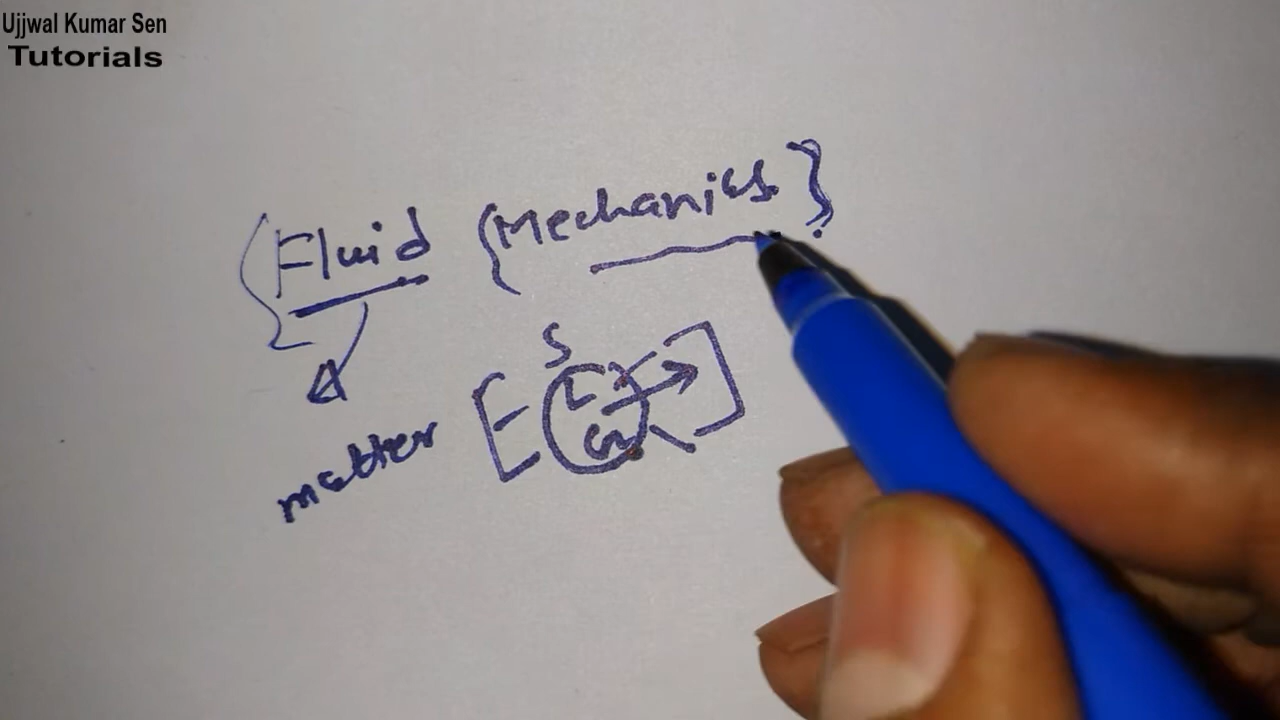 Ujjwal Kumar Sen
Tutorials
{Fluid {Mechanics}
matter [
S
L
G
]